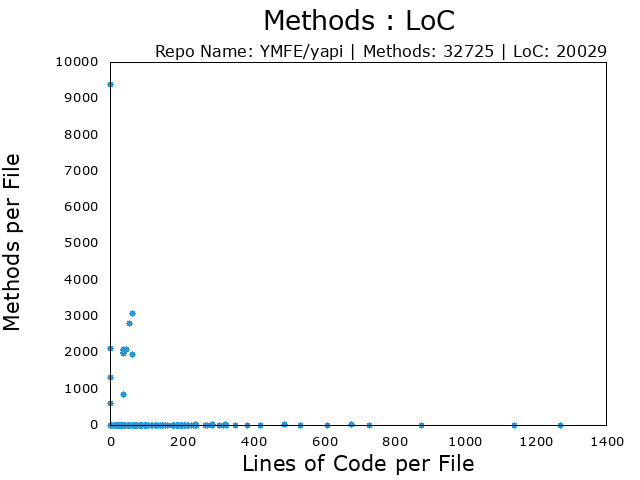 Methods : LoC
Repo Name: YMFE/yapi | Methods: 32725 | LoC: 20029
10000
9000
8000
7000
6000
5000
4000
3000
2000
1000
0
Methods per File
0 200 400 600 800 1000 1200 1400
Lines of Code per File